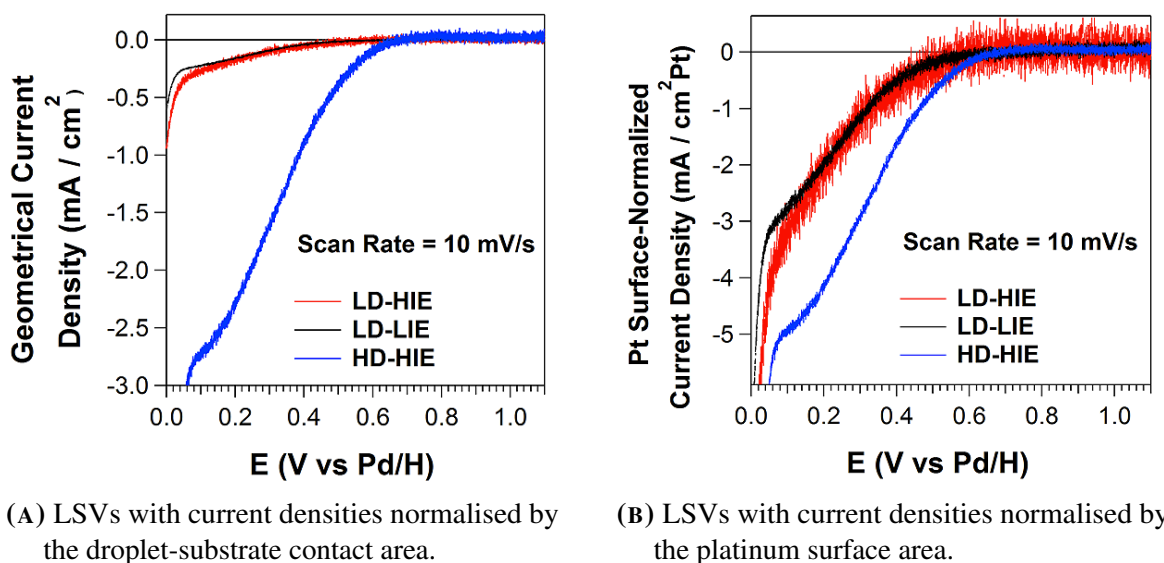 0.0
-0.5
-1.0
-1.5
-2.0
-2.5
-3.0
Geometrical Current
Density (mA / cm2)
Scan Rate = 10 mV/s
LD-HIE
LD-LIE
HD-HIE
0.0 0.2 0.4 0.6 0.8 1.0
E (V vs Pd/H)
(A) LSVs with current densities normalised by
the droplet-substrate contact area.
0
-1
-2
-3
-4
-5
Pt Surface-Normalized
Current Density (mA / cm2Pt)
Scan Rate = 10 mV/s
LD-HIE
LD-LIE
HD-HIE
0.0 0.2 0.4 0.6 0.8 1.0
E (V vs Pd/H)
(B) LSVs with current densities normalised by
the platinum surface area.